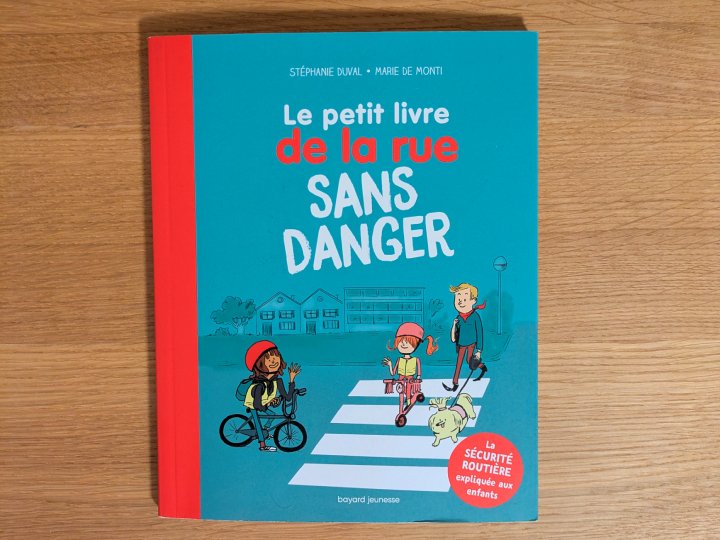 STÉPHANIE DUVAL • MARIE DE MONTI
Le petit livre
de la rue
SANS
DANGER
La
SÉCURITÉ
ROUTIÈRE
expliquée aux
enfants
bayard jeunesse